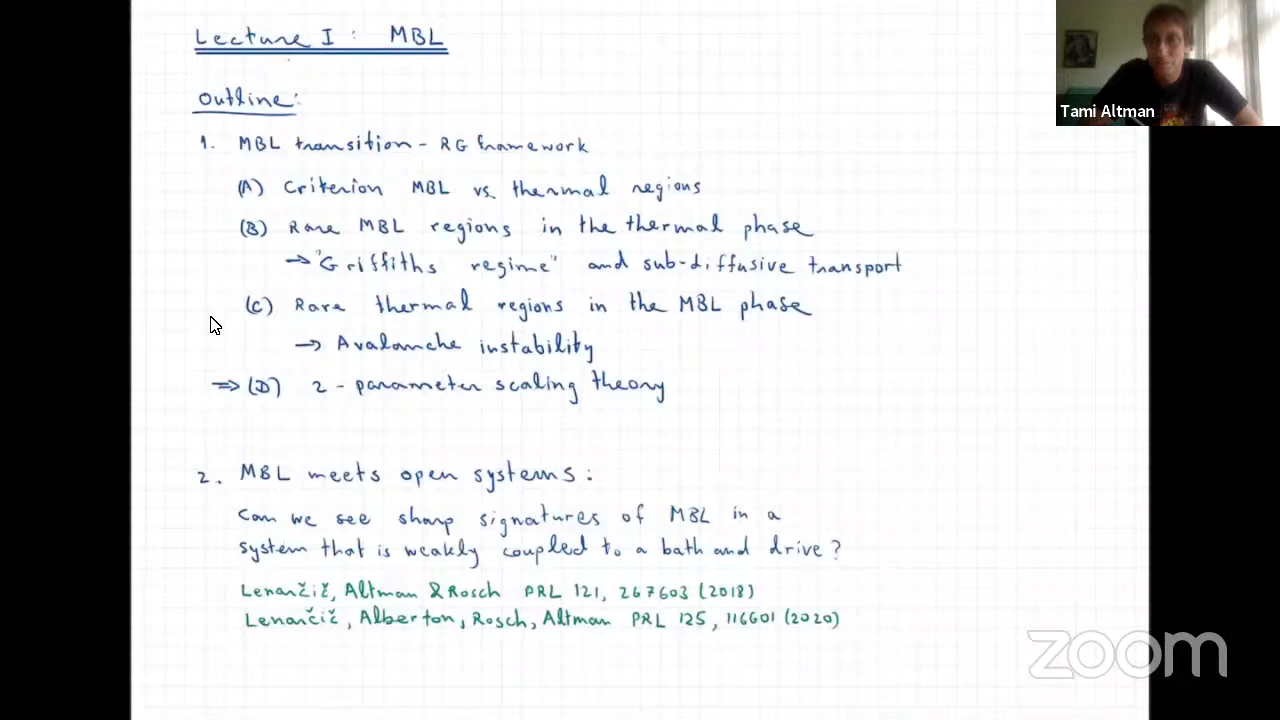 Lecture I: MBL
Outline:
1. MBL transition - RG framework
(A) Criterion MBL vs. thermal regions
(B) Rare MBL regions in the thermal phase
→ "Griffiths regime" and sub-diffusive transport
(C) Rare thermal regions in the MBL phase
→ Avalanche instability
⇒ (D) 2-parameter scaling theory
2. MBL meets open systems:
Can we see sharp signatures of MBL in a
system that is weakly coupled to a bath and drive?
Lenarčič, Altman & Rosch PRL 121, 267603 (2018)
Lenarčič, Alberton, Rosch, Altman PRL 125, 116601 (2020)
Tami Altman
zoom